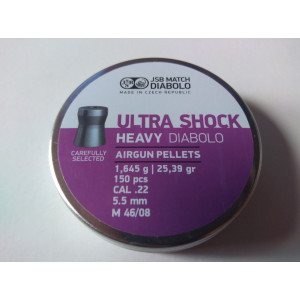 JSB MATCH
DIABOLO
MADE IN CZECH REPUBLIC
ULTRA SHOCK
HEAVY DIABOLO
CAREFULLY
SELECTED
AIRGUN PELLETS
1,645 g | 25,39 gr
150 pcs
CAL .22
5.5 mm
M 46/08